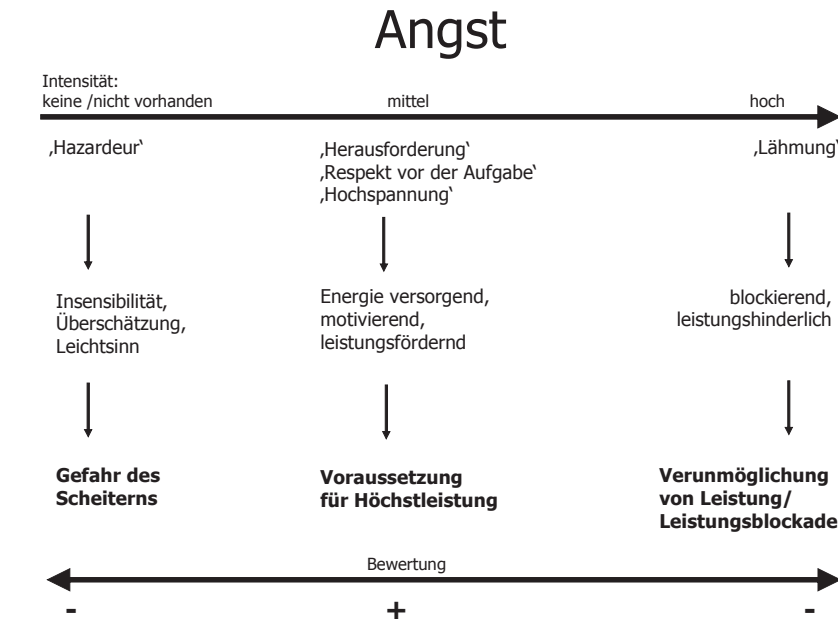 Angst
Intensität:
keine /nicht vorhanden
mittel
hoch
‚Hazardeur‘
‚Herausforderung‘
‚Respekt vor der Aufgabe‘
‚Hochspannung‘
‚Lähmung‘
Insensibilität,
Überschätzung,
Leichtsinn
Energie versorgend,
motivierend,
leistungsfördernd
blockierend,
leistungshinderlich
Gefahr des
Scheiterns
Voraussetzung
für Höchstleistung
Verunmöglichung
von Leistung/
Leistungsblockade
Bewertung
-
+
-